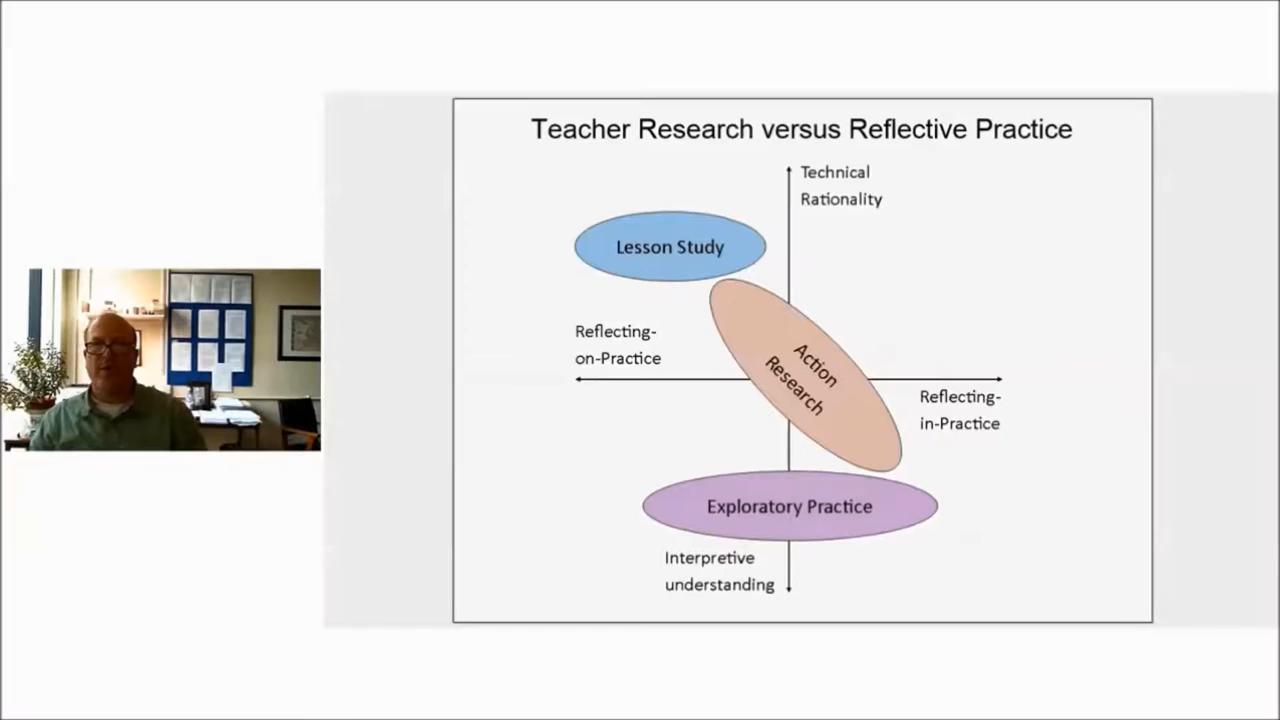 Teacher Research versus Reflective Practice
Technical
Rationality
Lesson Study
Reflecting-
on-Practice
Action
Research
Reflecting-
in-Practice
Exploratory Practice
Interpretive
understanding